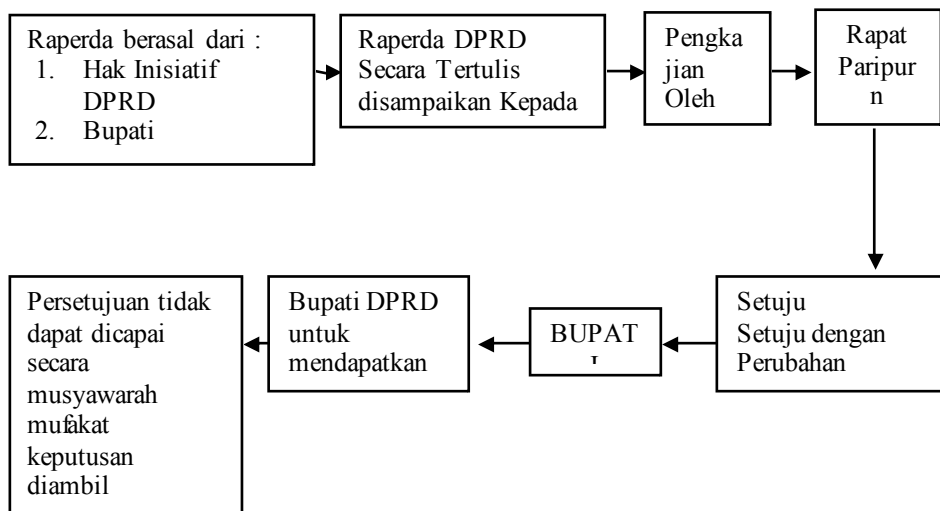 Raperda berasal dari :
1. Hak Inisiatif
DPRD
2. Bupati
Raperda DPRD
Secara Tertulis
disampaikan Kepada
Pengka
jian
Oleh
Rapat
Paripur
n
Setuju
Setuju dengan
Perubahan
BUPAT
I
Bupati DPRD
untuk
mendapatkan
Persetujuan tidak
dapat dicapai
secara
musyawarah
mufakat
keputusan
diambil